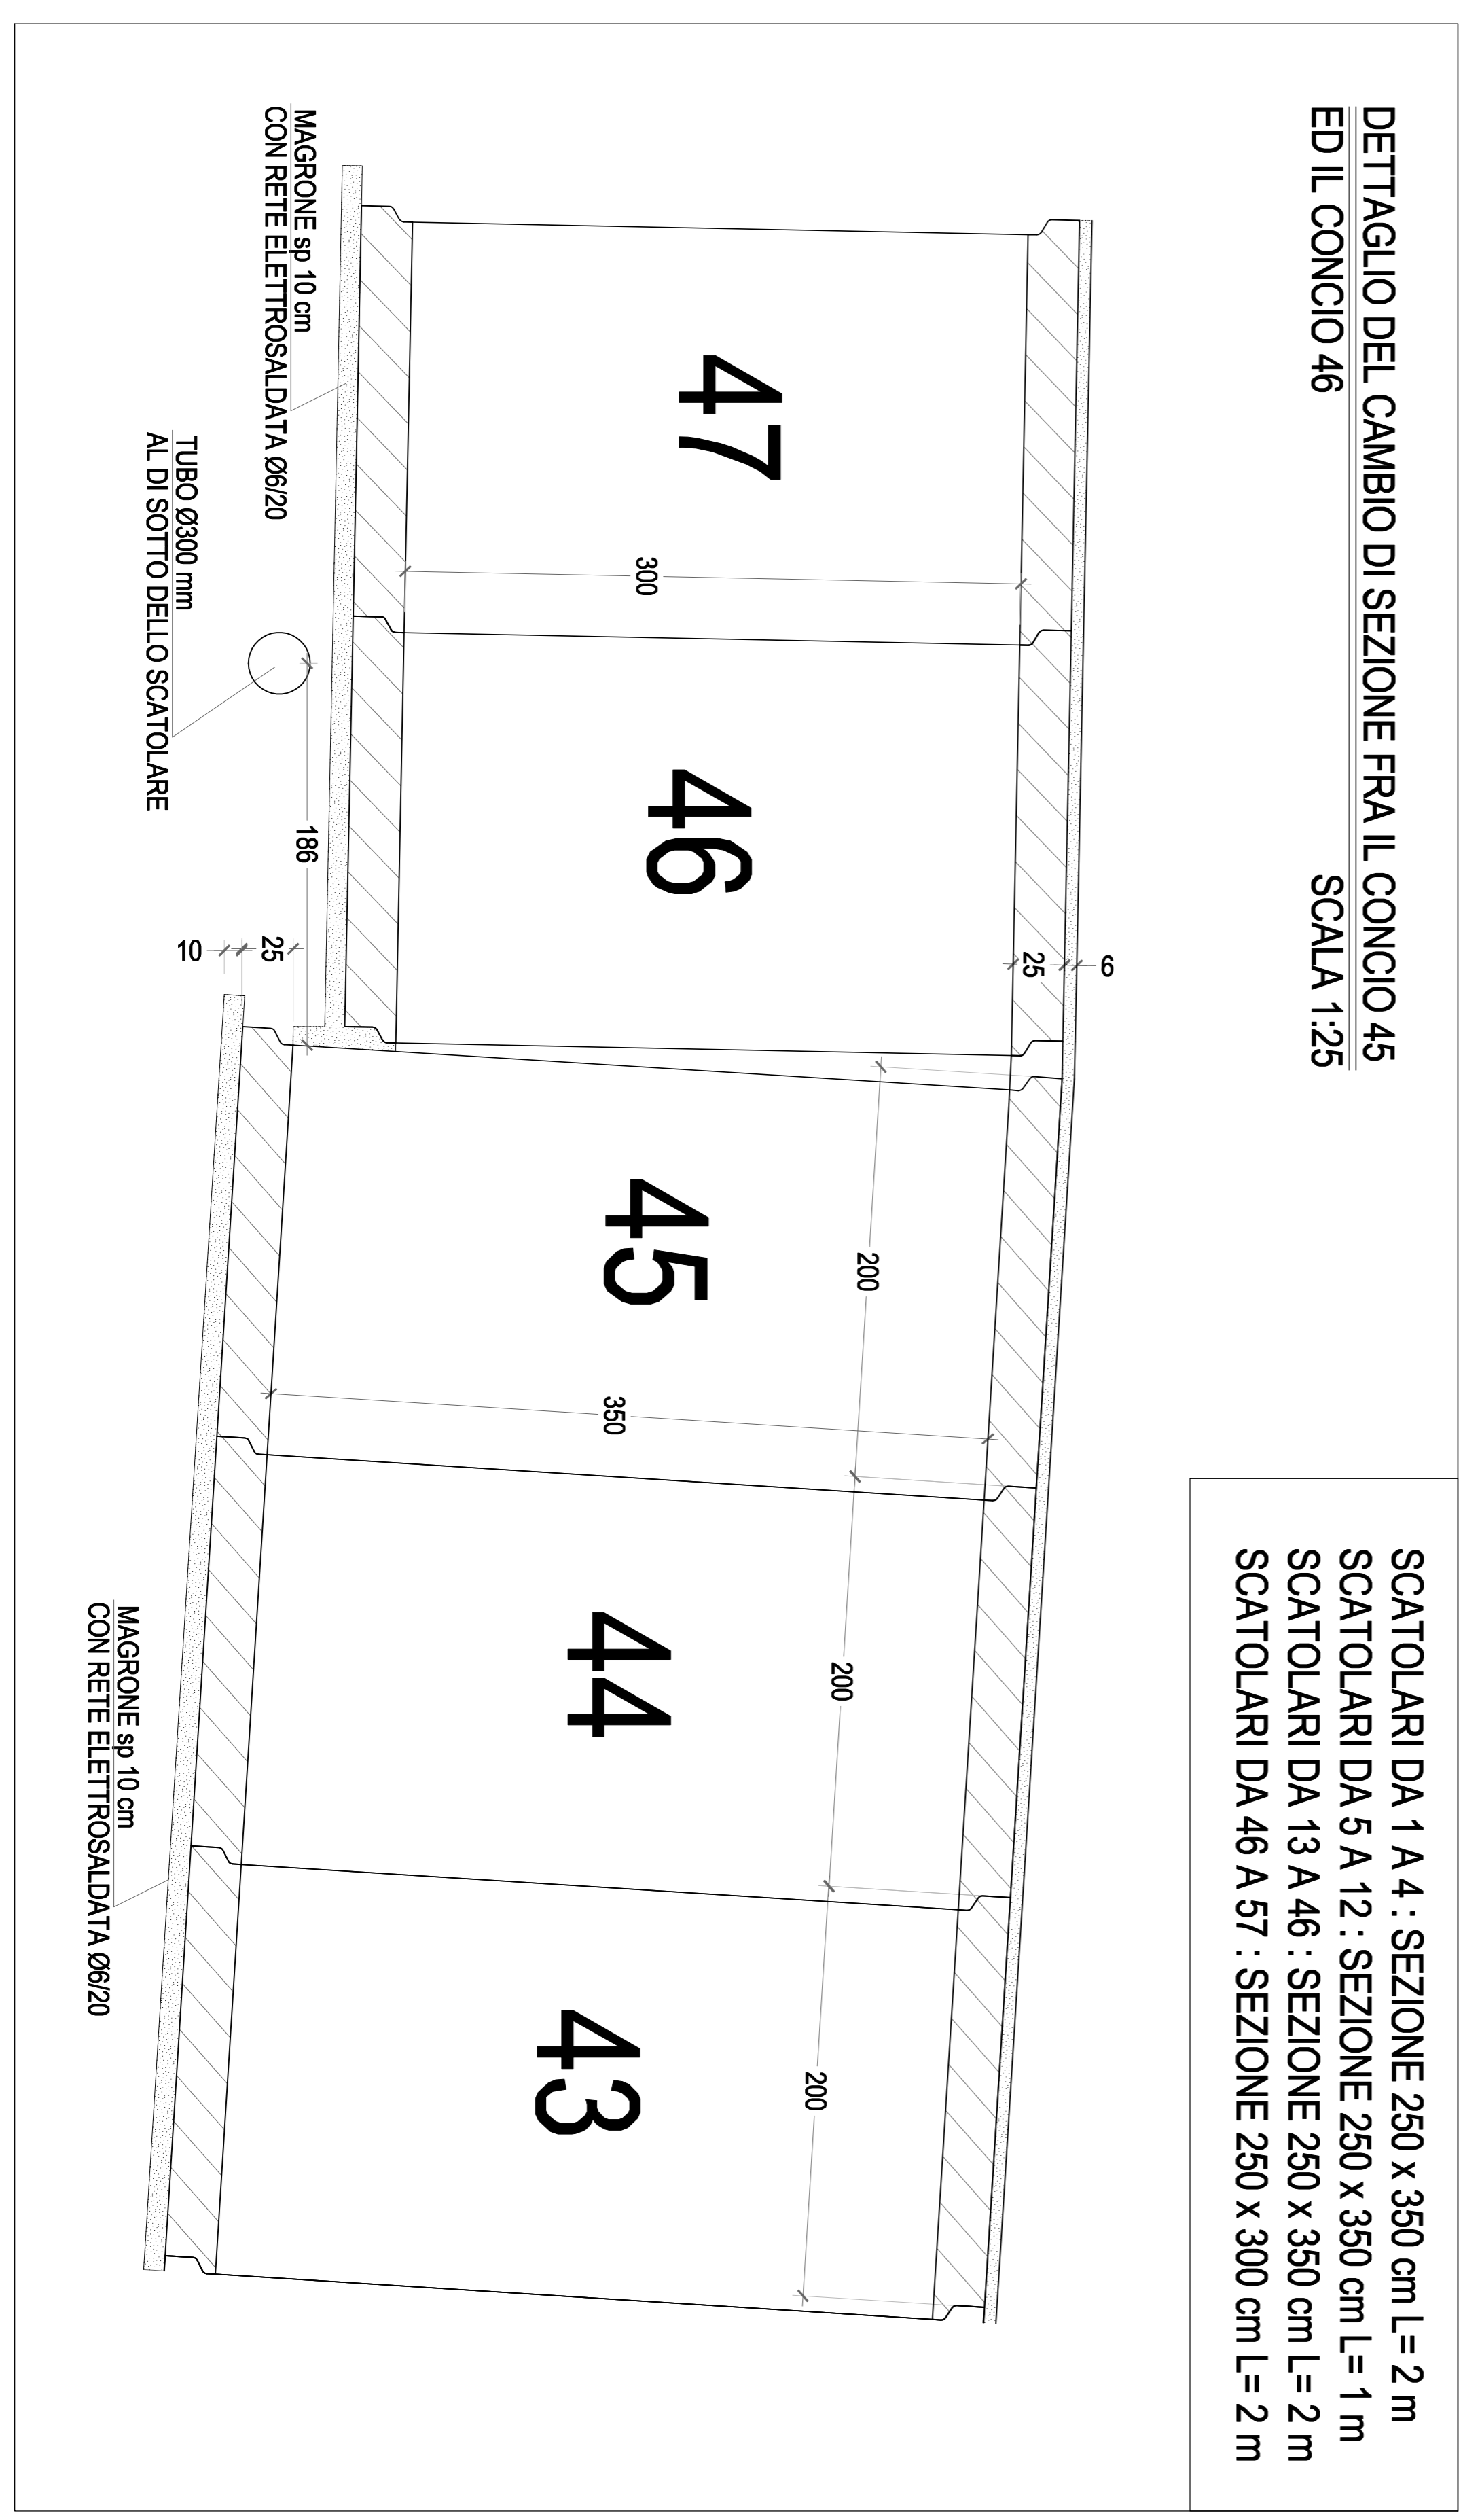 DETTAGLIO DEL CAMBIO DI SEZIONE FRA IL CONCIO 45
ED IL CONCIO 46
SCALA 1:25
SCATOLARI DA 1 A 4 : SEZIONE 250 x 350 cm L= 2 m
SCATOLARI DA 5 A 12 : SEZIONE 250 x 350 cm L= 1 m
SCATOLARI DA 13 A 46 : SEZIONE 250 x 350 cm L= 2 m
SCATOLARI DA 46 A 57 : SEZIONE 250 x 300 cm L= 2 m
6
25
47
300
46
45
200
350
44
200
43
200
MAGRONE sp 10 cm
CON RETE ELETTROSALDATA Ø6/20
186
25
10
TUBO Ø300 mm
AL DI SOTTO DELLO SCATOLARE
MAGRONE sp 10 cm
CON RETE ELETTROSALDATA Ø6/20